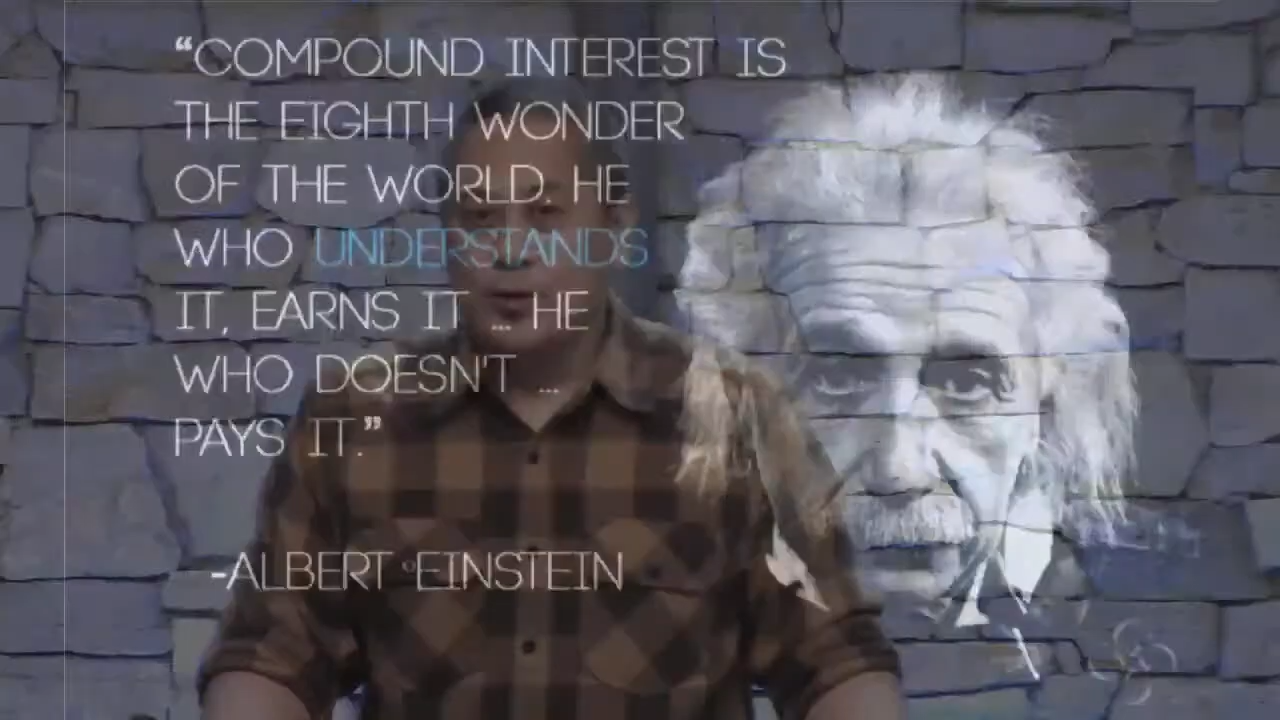 “COMPOUND INTEREST IS
THE EIGHTH WONDER
OF THE WORLD. HE
WHO UNDERSTANDS
IT, EARNS IT ... HE
WHO DOESN'T ...
PAYS IT.”
-ALBERT EINSTEIN